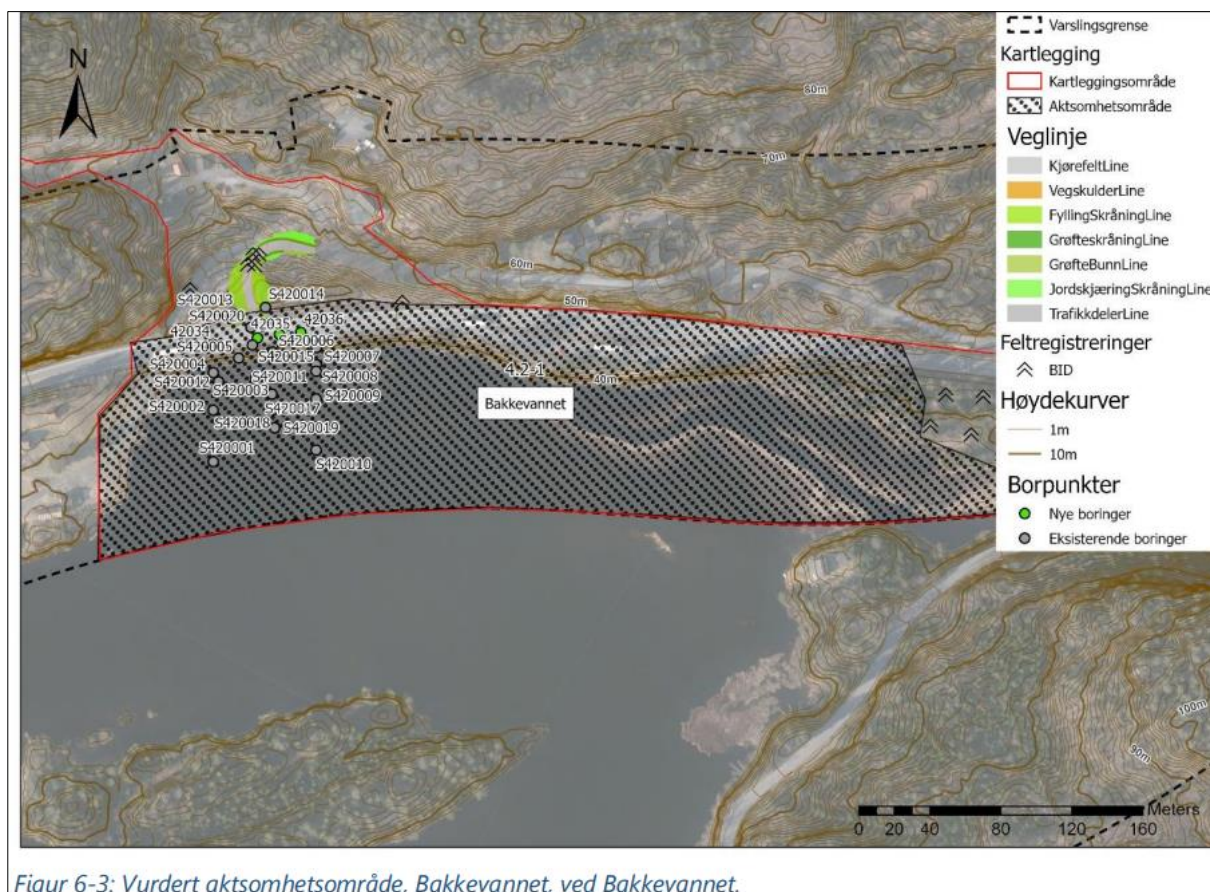 N
80m
70m
60m
50m
S420013
S420014
S420020
42034
42035
42036
S420005
S420006
S420004
S420015
S420007
S420012
S420011
S420008
S420003
S420009
S420002
S420017
S420018
S420019
S420001
S420010
4.2-1
40m
Bakkevannet
100m
90m
Varslingsgrense
Kartlegging
Kartleggingsområde
Aktsomhetsområde
Veglinje
KjørefeltLine
VegskulderLine
FyllingSkråningLine
GrøfteskråningLine
GrøfteBunnLine
JordskjæringSkråningLine
TrafikkdelerLine
Feltregistreringer
BID
Høydekurver
1m
10m
Borpunkter
Nye boringer
Eksisterende boringer
Meters
0 20 40 80 120 160
Figur 6-3: Vurdert aktsomhetsområde, Bakkevannet, ved Bakkevannet.